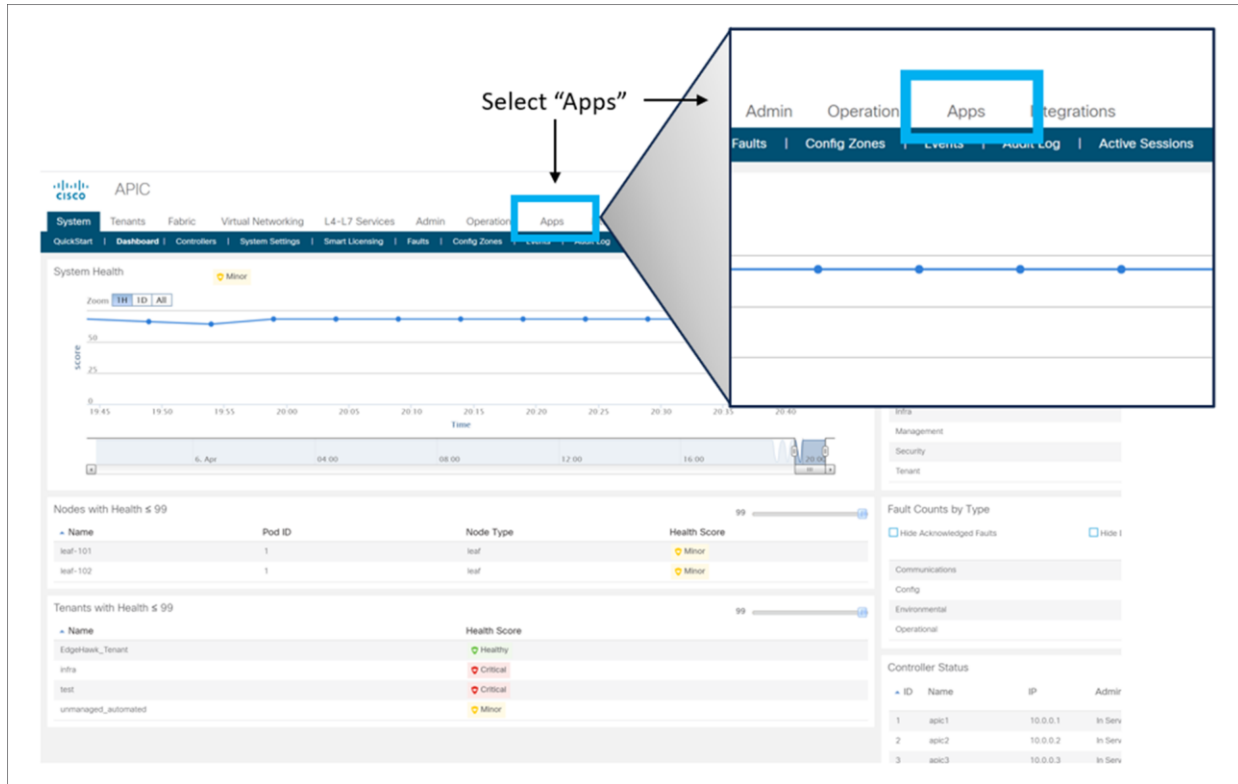 Select “Apps”
Admin Operation Apps Integrations
Faults | Config Zones | Events | Audit Log | Active Sessions
CISCO APIC
System Tenants Fabric Virtual Networking L4-L7 Services Admin Operation Apps
QuickStart | Dashboard | Controllers | System Settings | Smart Licensing | Faults | Config Zones | Events | Audit Log
System Health Minor
Zoom 1H 1D All
score
50
25
0
19:45 19:50 19:55 20:00 20:05 20:10 20:15 20:20 20:25 20:30 20:35 20:40
Time
6. Apr 04:00 08:00 12:00 16:00 20:00
Infra
Management
Security
Tenant
Nodes with Health ≤ 99 99
Name Pod ID Node Type Health Score
leaf-101 1 leaf Minor
leaf-102 1 leaf Minor
Tenants with Health ≤ 99 99
Name Health Score
EdgeHawk_Tenant Healthy
infra Critical
test Critical
unmanaged_automated Minor
Fault Counts by Type
Hide Acknowledged Faults Hide
Communications
Config
Environmental
Operational
Controller Status
ID Name IP Admin
1 apic1 10.0.0.1 In Serv
2 apic2 10.0.0.2 In Serv
3 apic3 10.0.0.3 In Serv